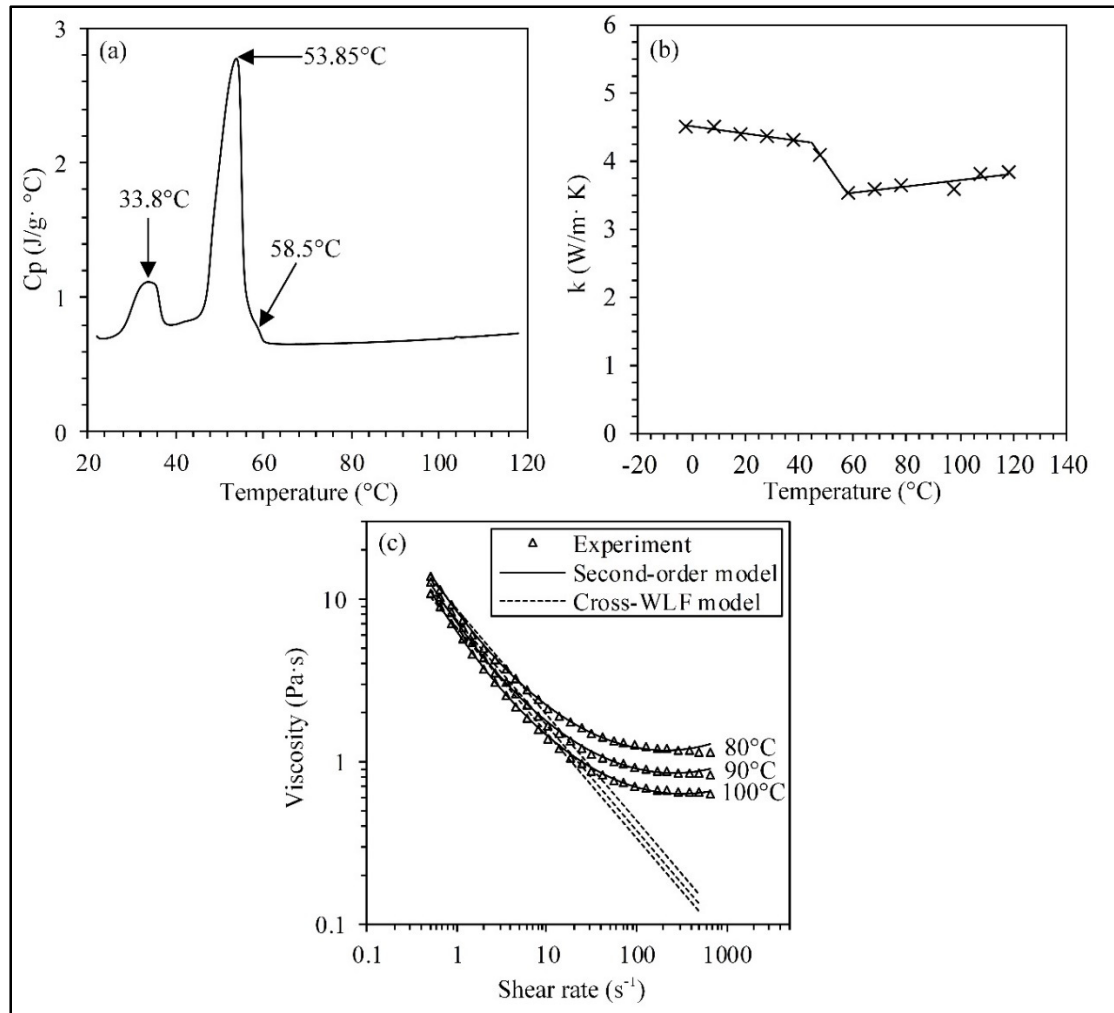 (a)
3
2
1
0
Cp (J/g· °C)
53.85°C
33.8°C
58.5°C
20 40 60 80 100 120
Temperature (°C)
(b)
6
5
4
3
2
1
0
k (W/m· K)
-20 0 20 40 60 80 100 120 140
Temperature (°C)
(c)
Experiment
Second-order model
Cross-WLF model
10
1
0.1
Viscosity (Pa·s)
80°C
90°C
100°C
0.1 1 10 100 1000
Shear rate (s⁻¹)